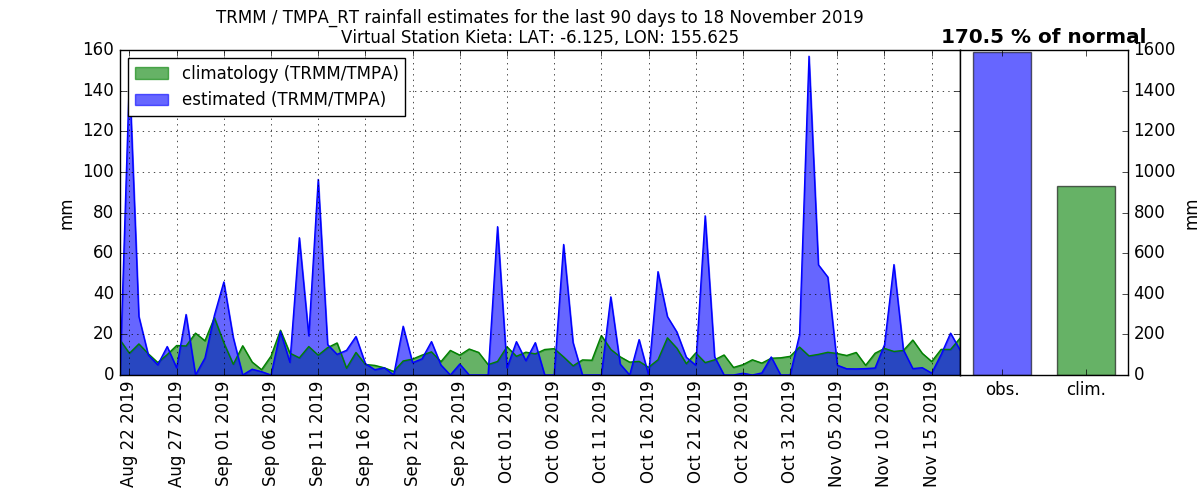 TRMM / TMPA_RT rainfall estimates for the last 90 days to 18 November 2019
Virtual Station Kieta: LAT: -6.125, LON: 155.625
170.5 % of normal
climatology (TRMM/TMPA)
estimated (TRMM/TMPA)
160
140
120
100
80
60
40
20
0
mm
Aug 22 2019
Aug 27 2019
Sep 01 2019
Sep 06 2019
Sep 11 2019
Sep 16 2019
Sep 21 2019
Sep 26 2019
Oct 01 2019
Oct 06 2019
Oct 11 2019
Oct 16 2019
Oct 21 2019
Oct 26 2019
Oct 31 2019
Nov 05 2019
Nov 10 2019
Nov 15 2019
1600
1400
1200
1000
800
600
400
200
0
mm
obs.
clim.